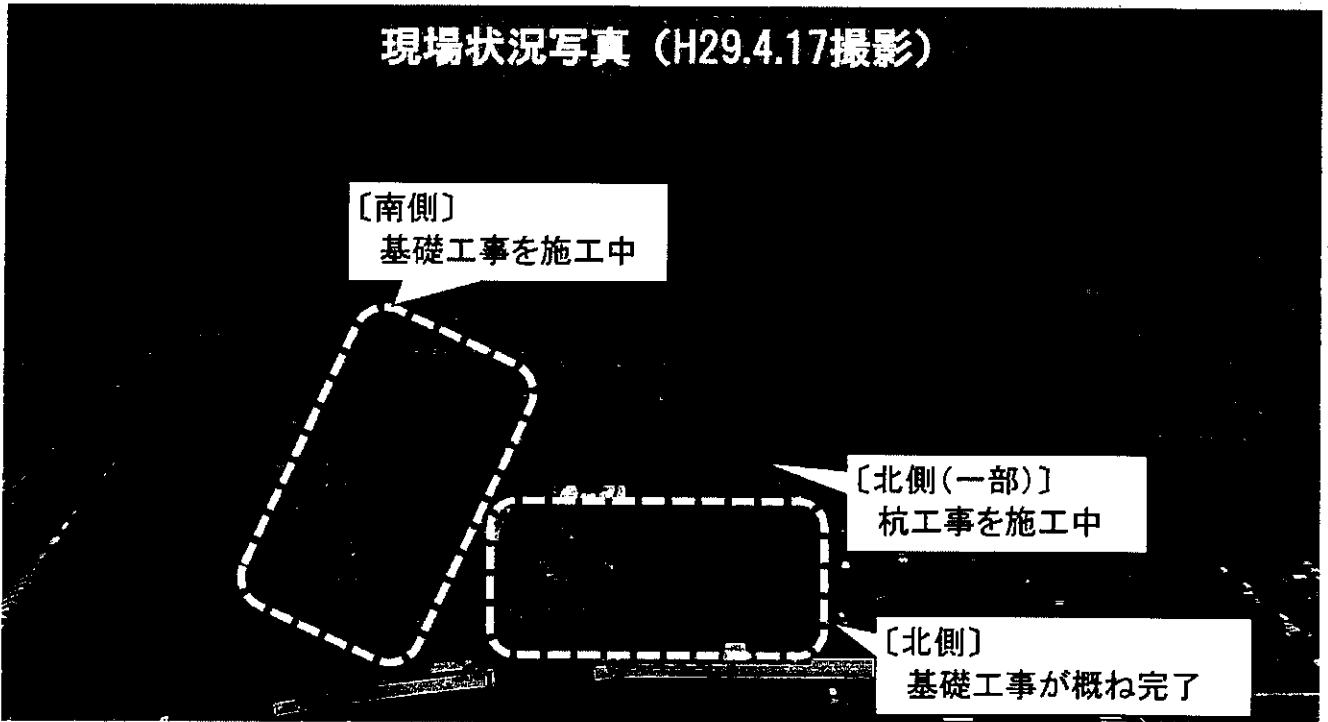 現場状況写真（H29.4.17撮影）
〔南側〕
基礎工事を施工中
〔北側(一部)〕
杭工事を施工中
〔北側〕
基礎工事が概ね完了